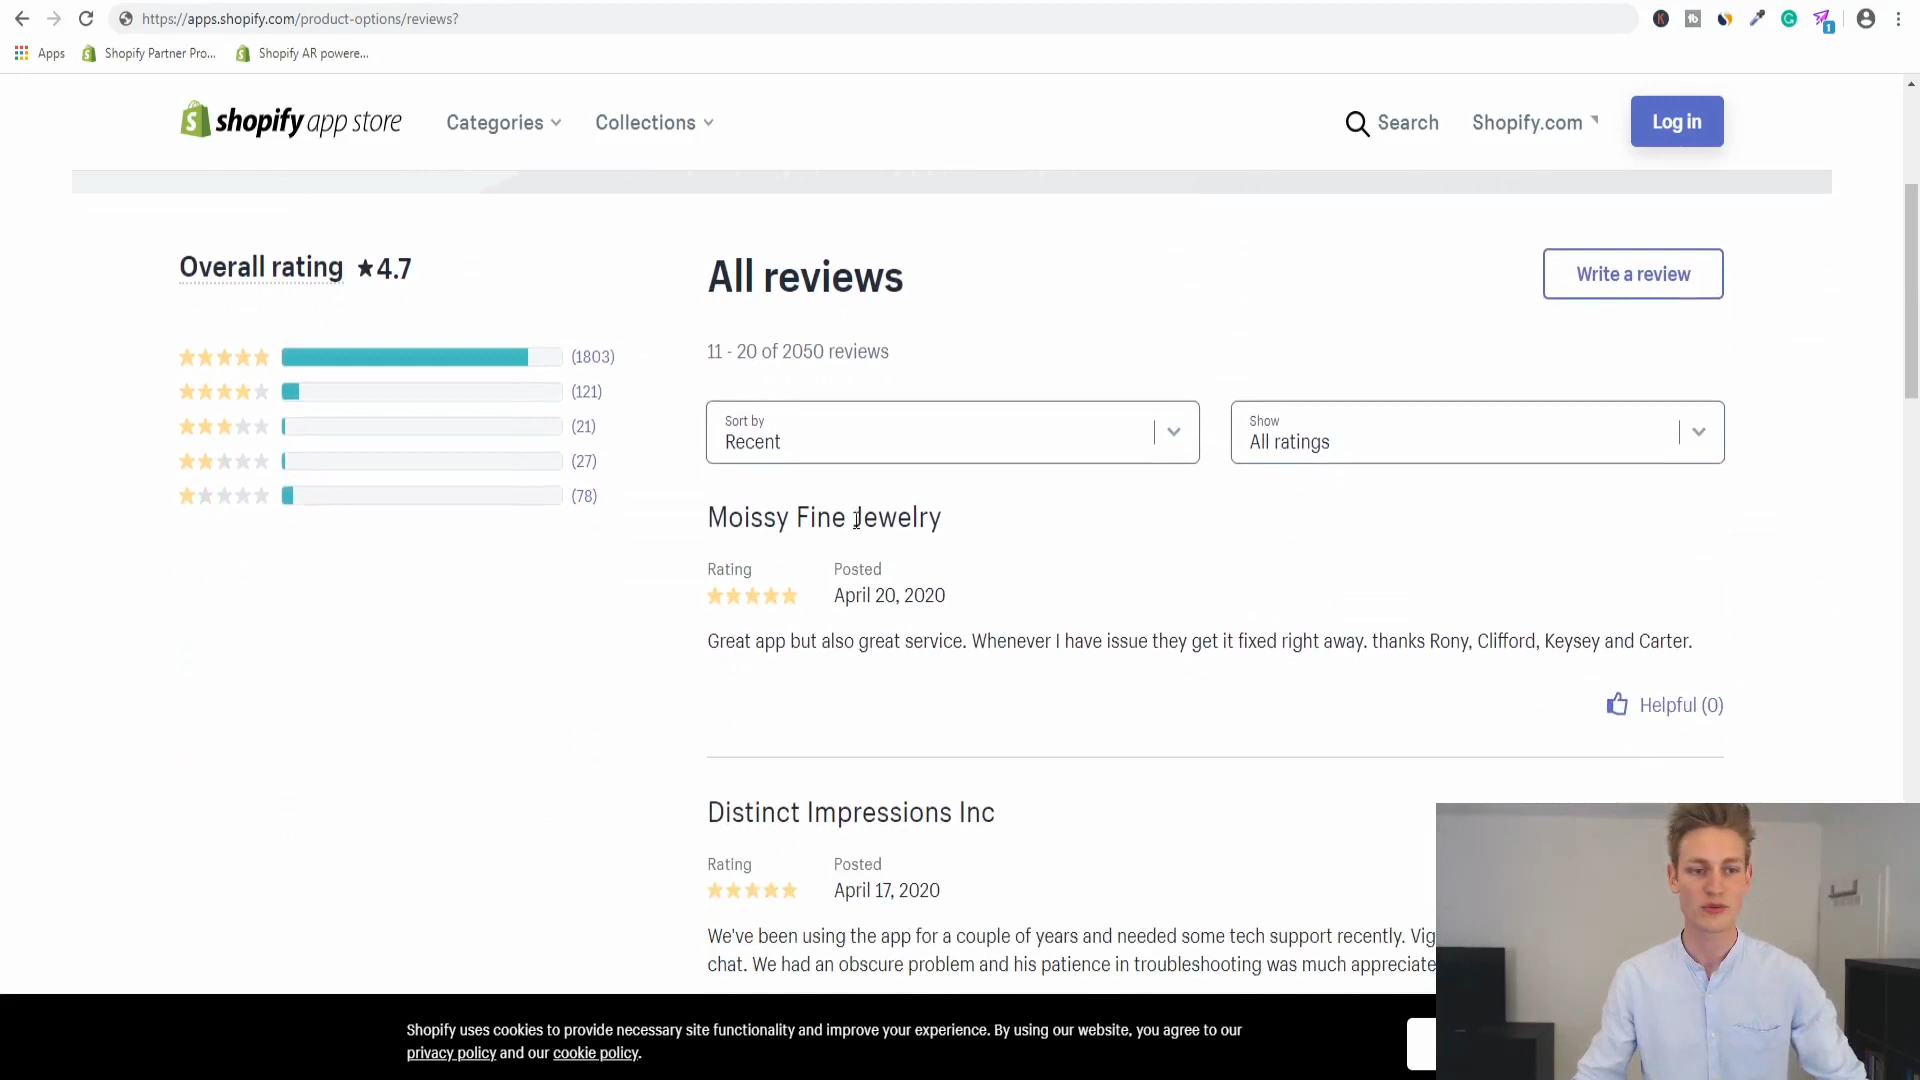 https://apps.shopify.com/product-options/reviews?
Apps Shopify Partner Pro... Shopify AR powere...
1
shopify app store Categories Collections Search Shopify.com Log in
Overall rating ★4.7
(1803)
(121)
(21)
(27)
(78)
All reviews
Write a review
11 - 20 of 2050 reviews
Sort by
Recent
Show
All ratings
Moissy Fine Jewelry
Rating Posted
April 20, 2020
Great app but also great service. Whenever I have issue they get it fixed right away. thanks Rony, Clifford, Keysey and Carter.
Helpful (0)
Distinct Impressions Inc
Rating Posted
April 17, 2020
We've been using the app for a couple of years and needed some tech support recently. Vig
chat. We had an obscure problem and his patience in troubleshooting was much appreciate
Shopify uses cookies to provide necessary site functionality and improve your experience. By using our website, you agree to our
privacy policy and our cookie policy.